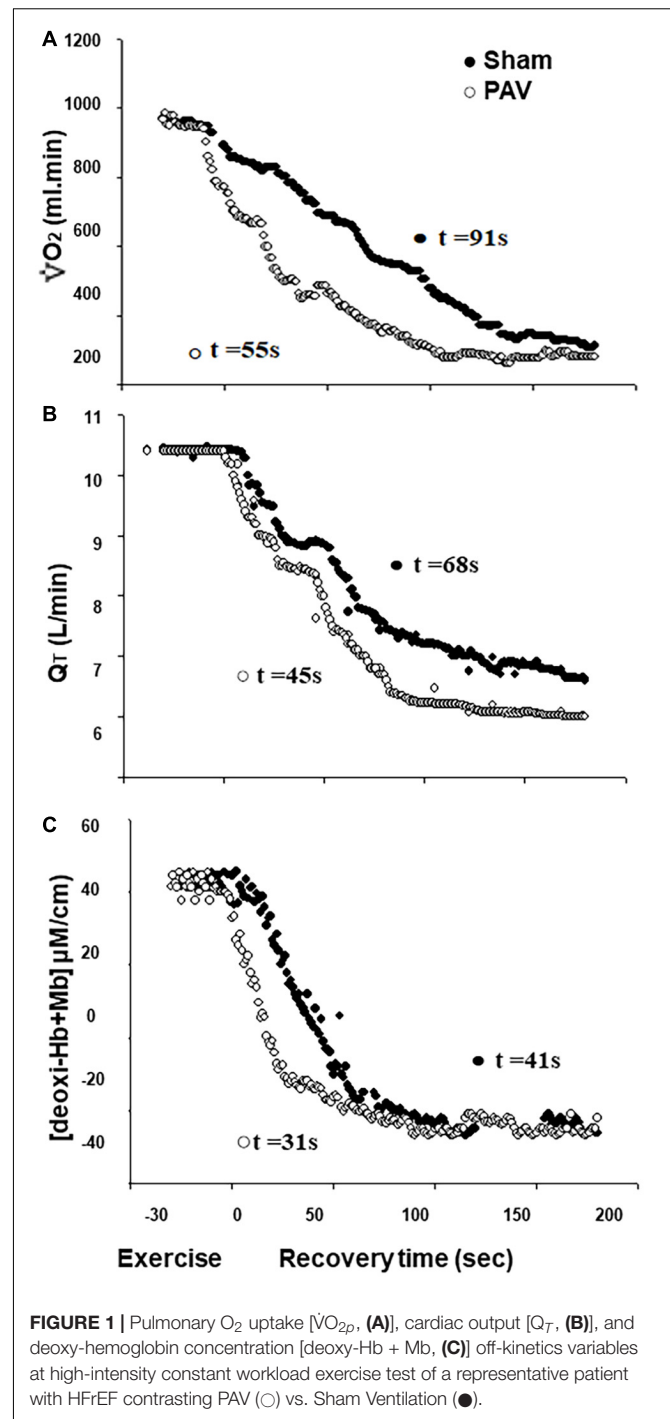 A
1200
● Sham
○ PAV
1000
800
600
400
200
V̇O2 (ml.min)
● t =91s
○ t =55s
B
11
10
9
8
7
6
QT (L/min)
● t =68s
○ t =45s
C
60
40
20
0
-20
-40
[deoxi-Hb+Mb] µM/cm
● t =41s
○ t =31s
-30 0 50 100 150 200
Exercise Recovery time (sec)
FIGURE 1 | Pulmonary O2 uptake [V̇O2p, (A)], cardiac output [QT, (B)], and
deoxy-hemoglobin concentration [deoxy-Hb + Mb, (C)] off-kinetics variables
at high-intensity constant workload exercise test of a representative patient
with HFrEF contrasting PAV (○) vs. Sham Ventilation (●).